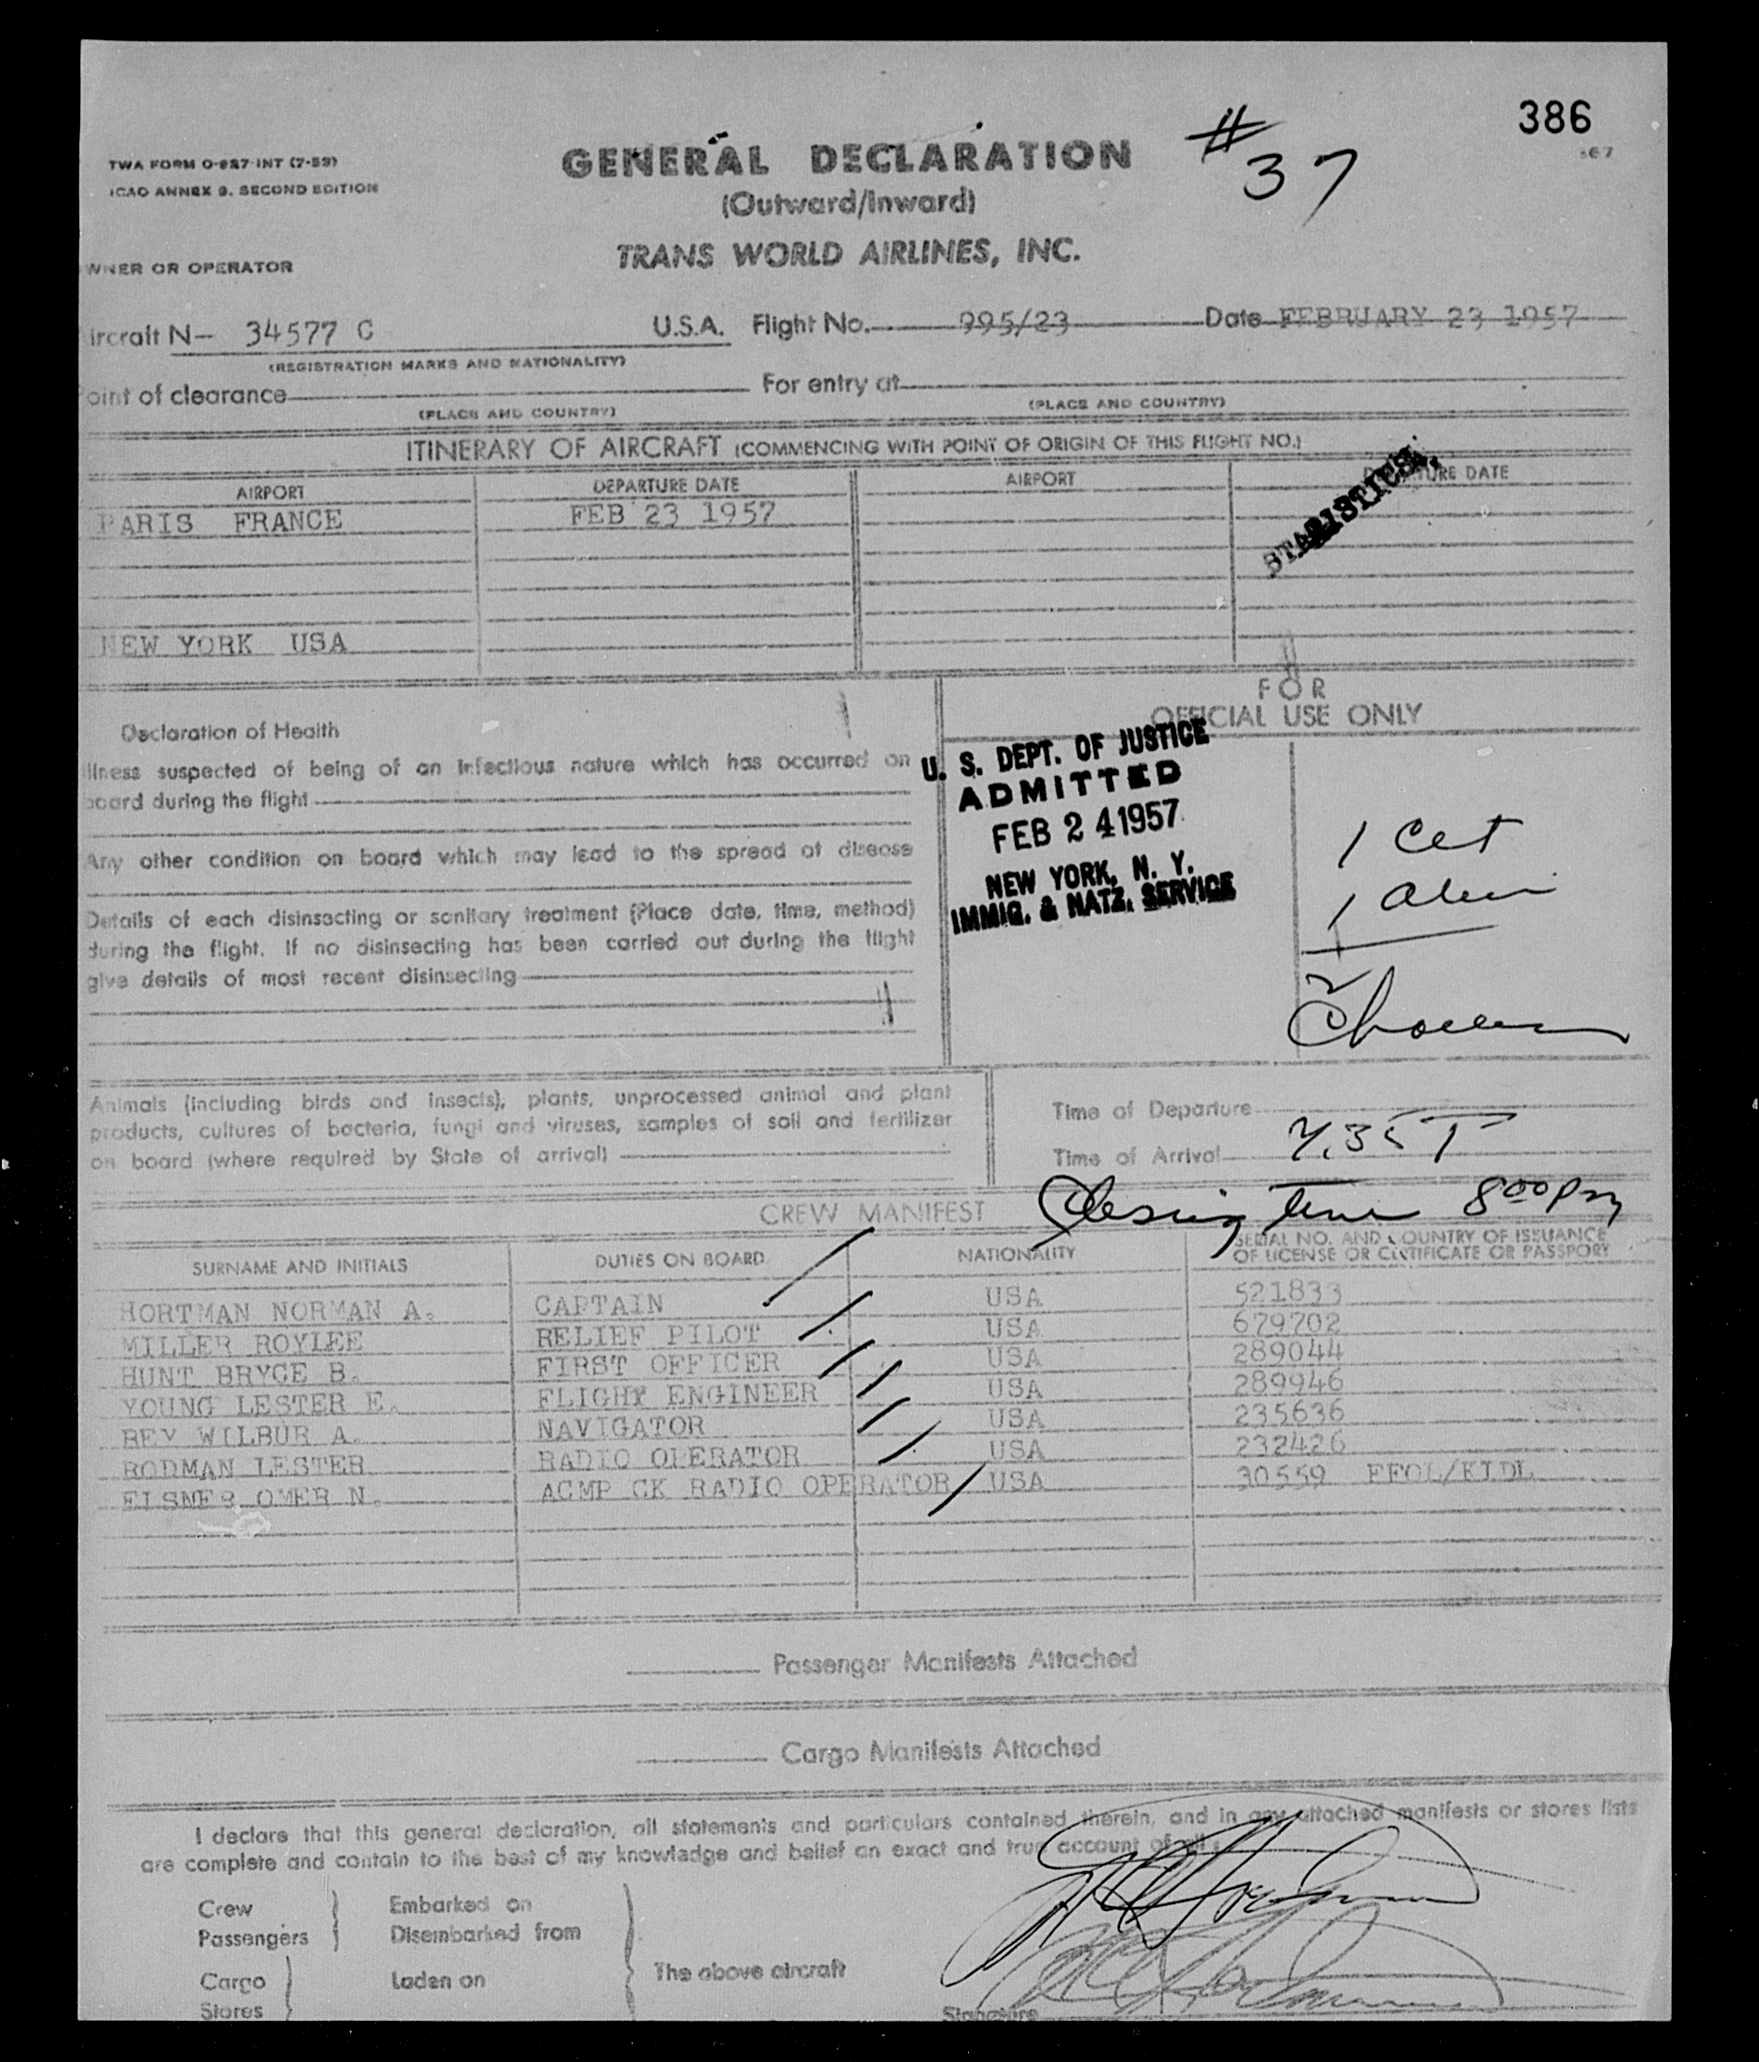 386
# 37
TWA FORM O-927-INT (7-53)
ICAO ANNEX 9. SECOND EDITION
GENERAL DECLARATION
(Outward/Inward)
TRANS WORLD AIRLINES, INC.
WNER OR OPERATOR
ircraft N- 34577 C U.S.A. Flight No. 995/23 Date FEBRUARY 23 1957
(REGISTRATION MARKS AND NATIONALITY)
oint of clearance For entry at
(PLACE AND COUNTRY) (PLACE AND COUNTRY)
ITINERARY OF AIRCRAFT (COMMENCING WITH POINT OF ORIGIN OF THIS FLIGHT NO.)
AIRPORT DEPARTURE DATE AIRPORT DEPARTURE DATE
PARIS FRANCE FEB 23 1957
STATISTICS
NEW YORK USA
FOR
OFFICIAL USE ONLY
Declaration of Health
illness suspected of being of an infectious nature which has occurred on
board during the flight
Any other condition on board which may lead to the spread of disease
Details of each disinsecting or sanitary treatment (Place date, time, method)
during the flight. If no disinsecting has been carried out during the flight
give details of most recent disinsecting
U. S. DEPT. OF JUSTICE
ADMITTED
FEB 24 1957
NEW YORK, N. Y.
IMMIG. & NATZ. SERVICE
1 Cet
1 Alien
2
Animals (including birds and insects), plants, unprocessed animal and plant
products, cultures of bacteria, fungi and viruses, samples of soil and fertilizer
on board (where required by State of arrival)
Time of Departure
Time of Arrival 7.35 P
Closing time 8 00 Pm
CREW MANIFEST
SURNAME AND INITIALS DUTIES ON BOARD NATIONALITY SERIAL NO. AND COUNTRY OF ISSUANCE
OF LICENSE OR CERTIFICATE OR PASSPORT
HORTMAN NORMAN A. CAPTAIN USA 521833
MILLER ROYLEE RELIEF PILOT USA 679702
HUNT BRYCE B. FIRST OFFICER USA 289044
YOUNG LESTER E. FLIGHT ENGINEER USA 289946
REY WILBUR A. NAVIGATOR USA 235636
RODMAN LESTER RADIO OPERATOR USA 232426
EISNER OMER N. ACMP CK RADIO OPERATOR USA 30559 FFOL/KIDL
Passenger Manifests Attached
Cargo Manifests Attached
I declare that this general declaration, all statements and particulars contained therein, and in any attached manifests or stores lists
are complete and contain to the best of my knowledge and belief an exact and true account of all :
Crew Embarked on
Passengers Disembarked from
The above aircraft
Cargo Laden on
Stores
Signature